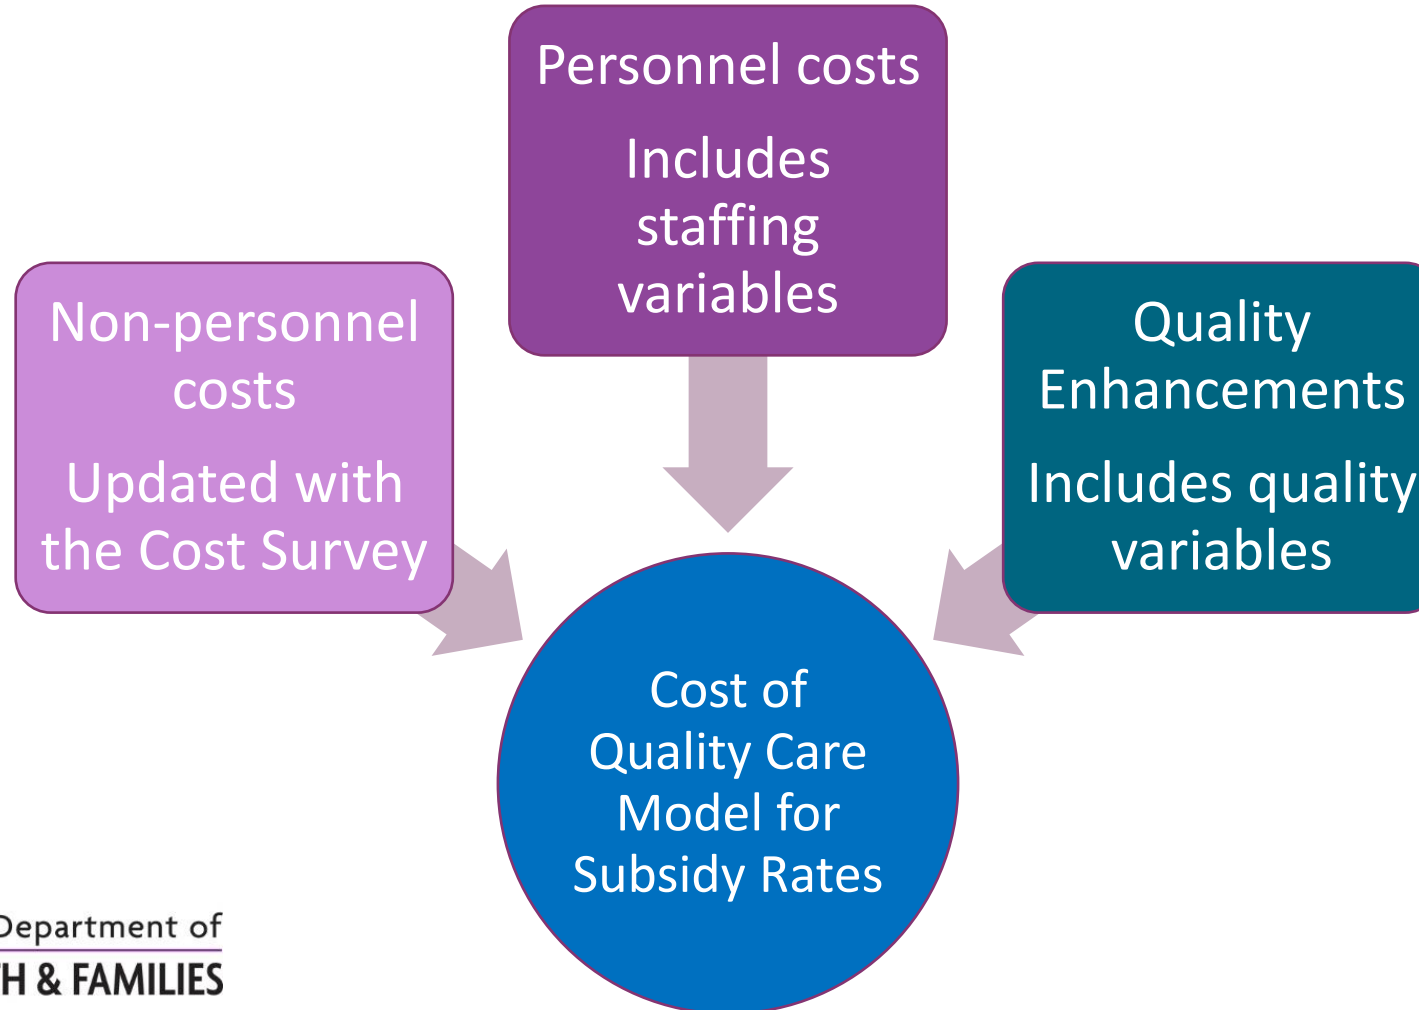 Personnel costs
Includes
staffing
variables
Non-personnel
costs
Updated with
the Cost Survey
Quality
Enhancements
Includes quality
variables
Cost of
Quality Care
Model for
Subsidy Rates
Department of
& FAMILIES